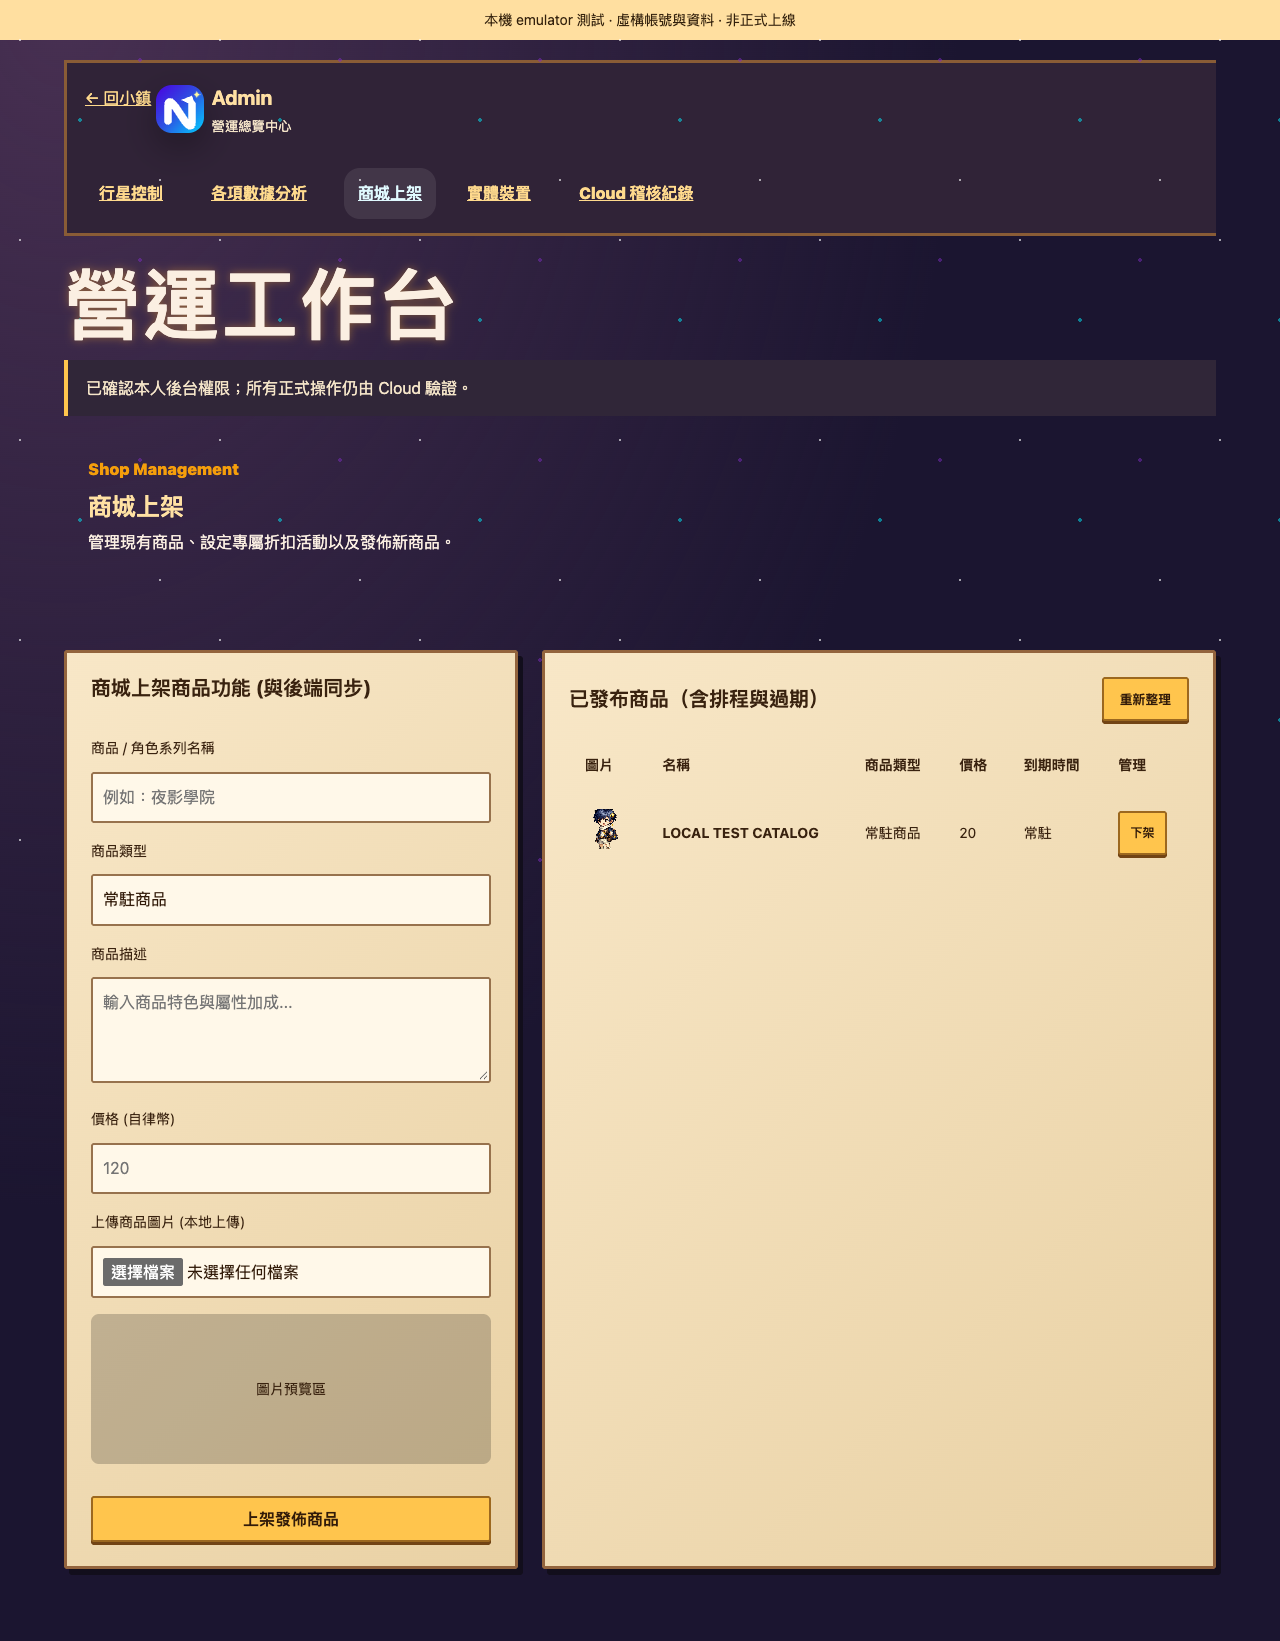 本機 emulator 測試 · 虛構帳號與資料 · 非正式上線
← 回小鎮
Admin
營運總覽中心
行星控制
各項數據分析
商城上架
實體裝置
Cloud 稽核紀錄
營運工作台
已確認本人後台權限；所有正式操作仍由 Cloud 驗證。
Shop Management
商城上架
管理現有商品、設定專屬折扣活動以及發佈新商品。
商城上架商品功能 (與後端同步)
商品 / 角色系列名稱
例如：夜影學院
商品類型
常駐商品
商品描述
輸入商品特色與屬性加成...
價格 (自律幣)
120
上傳商品圖片 (本地上傳)
選擇檔案 未選擇任何檔案
圖片預覽區
上架發佈商品
已發布商品（含排程與過期）
重新整理
圖片 名稱 商品類型 價格 到期時間 管理
LOCAL TEST CATALOG 常駐商品 20 常駐 下架